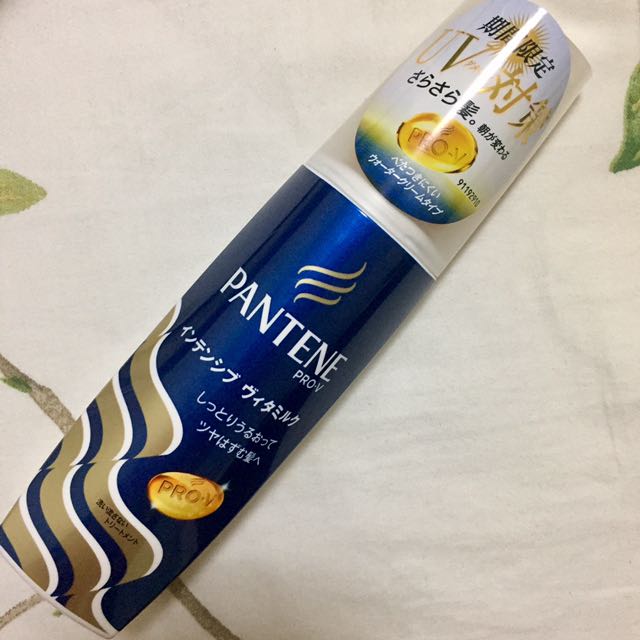 期間限定
UVケア対策
さらさら髪。
朝が変わる
PRO-V
べたつきにくい
ウォータークリームタイプ
PANTENE
PRO-V
インテンシブ ヴィタミルク
しっとりうるおって
ツヤはずむ髪へ
PRO-V
洗い流さない
トリートメント